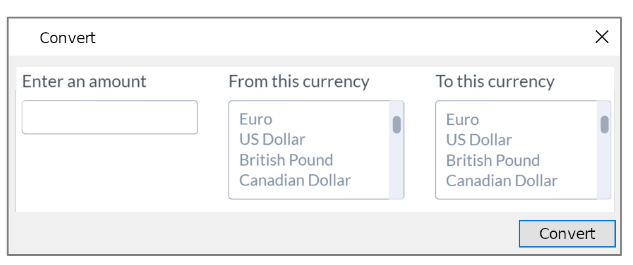 Convert
Enter an amount
From this currency
To this currency
Euro
US Dollar
British Pound
Canadian Dollar
Euro
US Dollar
British Pound
Canadian Dollar
Convert